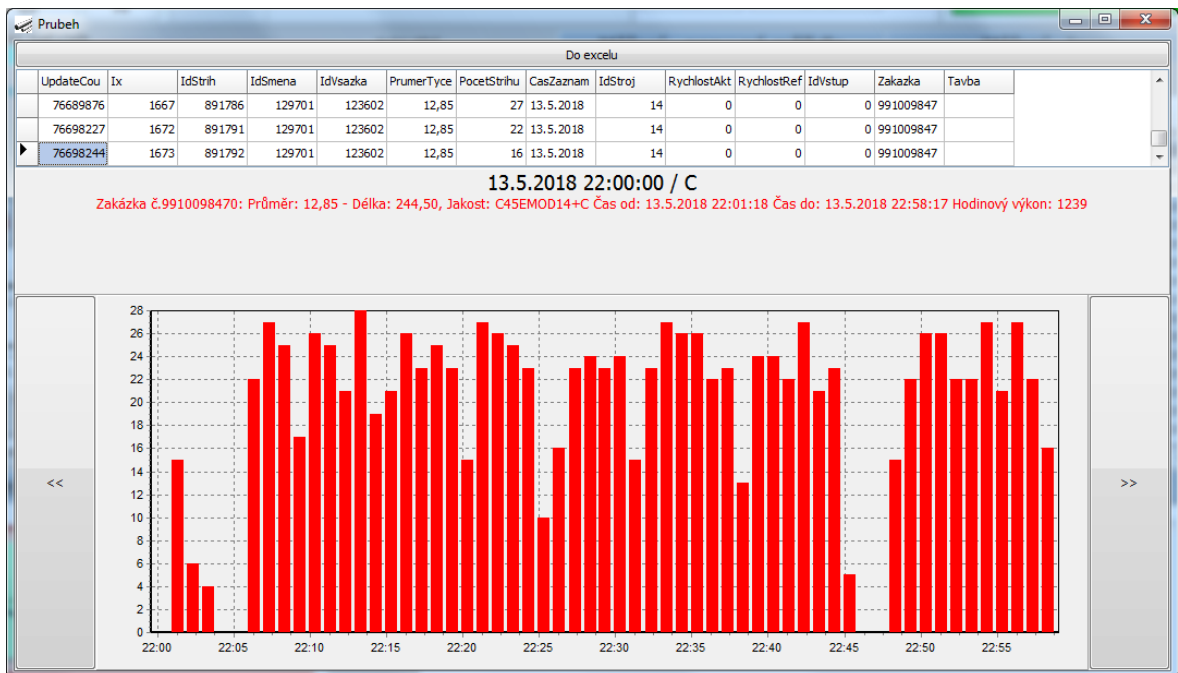 Prubeh
Do excelu
UpdateCou Ix IdStrih IdSmena IdVsazka PrumerTyce PocetStrihu CasZaznam IdStroj RychlostAkt RychlostRef IdVstup Zakazka Tavba
76689876 1667 891786 129701 123602 12,85 27 13.5.2018 14 0 0 0 991009847
76698227 1672 891791 129701 123602 12,85 22 13.5.2018 14 0 0 0 991009847
76698244 1673 891792 129701 123602 12,85 16 13.5.2018 14 0 0 0 991009847
13.5.2018 22:00:00 / C
Zakázka č.9910098470: Průměr: 12,85 - Délka: 244,50, Jakost: C45EMOD14+C Čas od: 13.5.2018 22:01:18 Čas do: 13.5.2018 22:58:17 Hodinový výkon: 1239
28
26
24
22
20
18
16
14
12
10
8
6
4
2
0
<<
>>
22:00 22:05 22:10 22:15 22:20 22:25 22:30 22:35 22:40 22:45 22:50 22:55